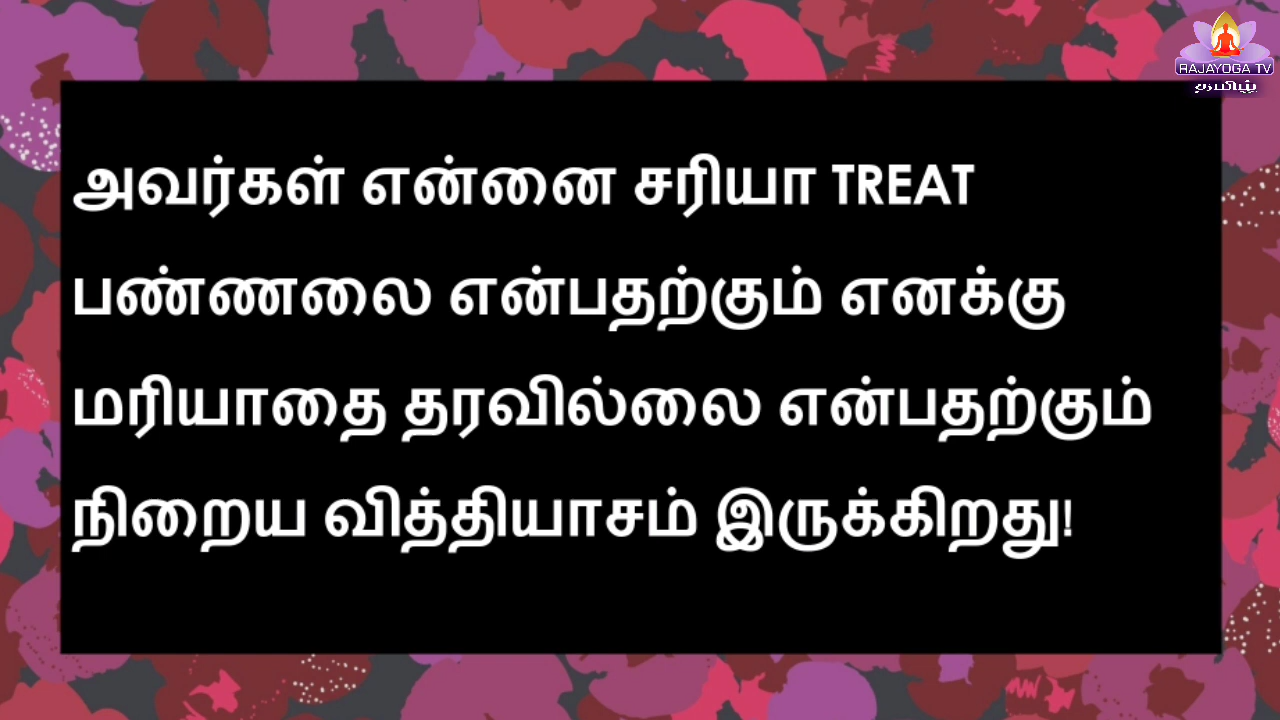 RAJAYOGA TV
தமிழ்
அவர்கள் என்னை சரியா TREAT
பண்ணலை என்பதற்கும் எனக்கு
மரியாதை தரவில்லை என்பதற்கும்
நிறைய வித்தியாசம் இருக்கிறது!